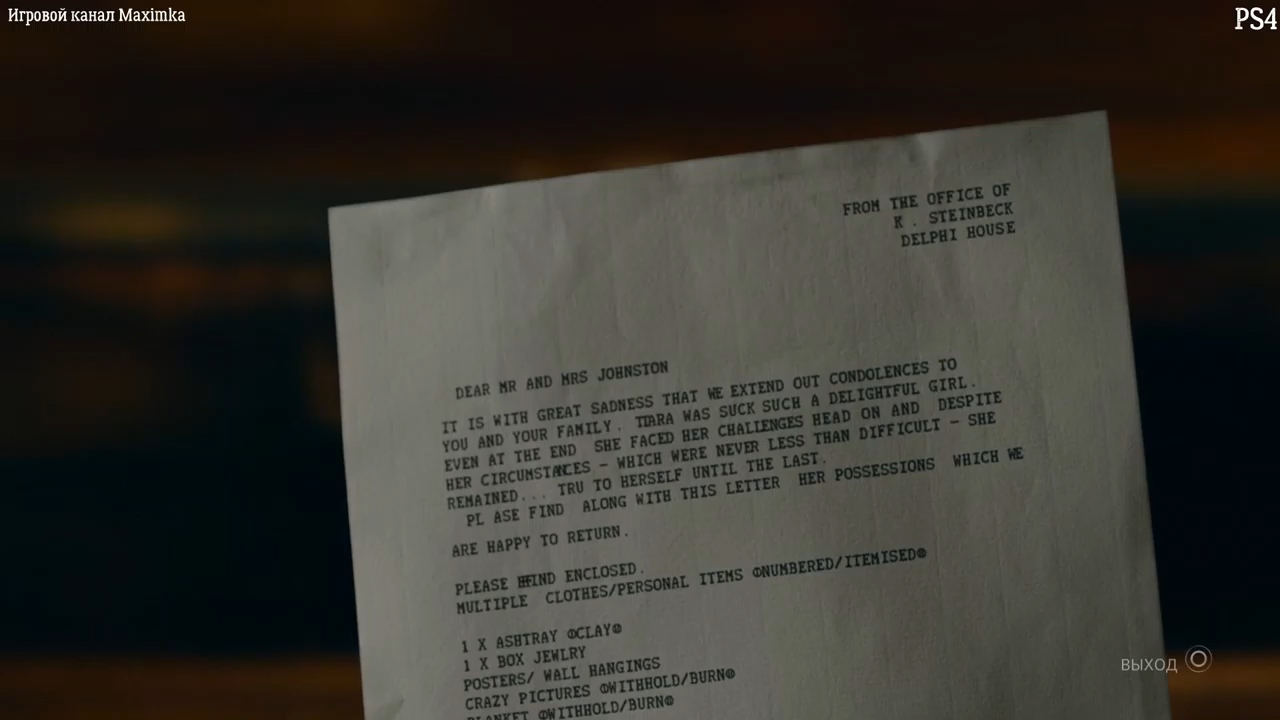 Игровой канал Maximka
PS4
FROM THE OFFICE OF
K . STEINBECK
DELPHI HOUSE
DEAR MR AND MRS JOHNSTON
IT IS WITH GREAT SADNESS THAT WE EXTEND OUT CONDOLENCES TO
YOU AND YOUR FAMILY. TIARA WAS SUCK SUCH A DELIGHTFUL GIRL.
EVEN AT THE END SHE FACED HER CHALLENGES HEAD ON AND DESPITE
HER CIRCUMSTANCES - WHICH WERE NEVER LESS THAN DIFFICULT - SHE
REMAINED... TRU TO HERSELF UNTIL THE LAST.
PL ASE FIND ALONG WITH THIS LETTER HER POSSESSIONS WHICH WE
ARE HAPPY TO RETURN.
PLEASE FIND ENCLOSED.
MULTIPLE CLOTHES/PERSONAL ITEMS NUMBERED/ITEMISED
1 X ASHTRAY CLAY
1 X BOX JEWLRY
POSTERS/ WALL HANGINGS
CRAZY PICTURES WITHHOLD/BURN
BLANKET WITHHOLD/BURN
ВЫХОД